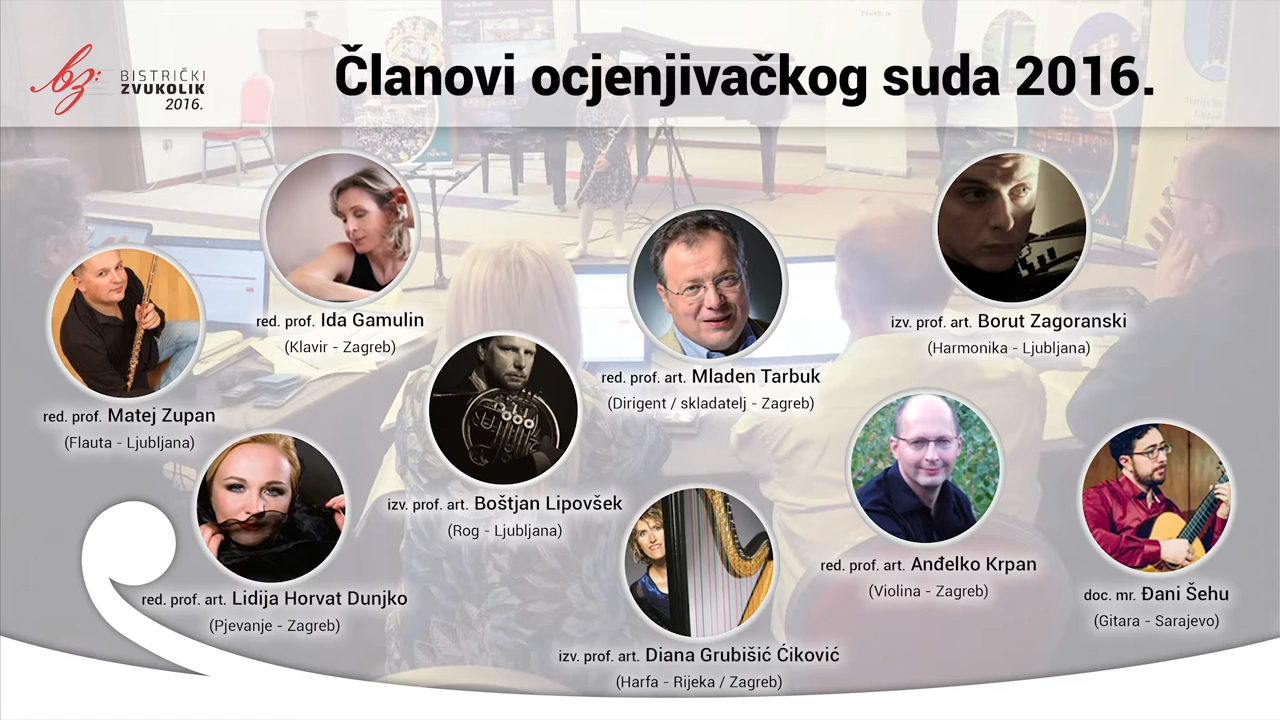 bz:
BISTRIČKI
ZVUKOLIK
2016.
Članovi ocjenjivačkog suda 2016.
ZVUKOLIK
red. prof. Ida Gamulin
(Klavir - Zagreb)
izv. prof. art. Borut Zagoranski
(Harmonika - Ljubljana)
red. prof. art. Mladen Tarbuk
(Dirigent / skladatelj - Zagreb)
red. prof. Matej Zupan
(Flauta - Ljubljana)
izv. prof. art. Boštjan Lipovšek
(Rog - Ljubljana)
red. prof. art. Anđelko Krpan
(Violina - Zagreb)
doc. mr. Đani Šehu
(Gitara - Sarajevo)
red. prof. art. Lidija Horvat Dunjko
(Pjevanje - Zagreb)
izv. prof. art. Diana Grubišić Ćiković
(Harfa - Rijeka / Zagreb)